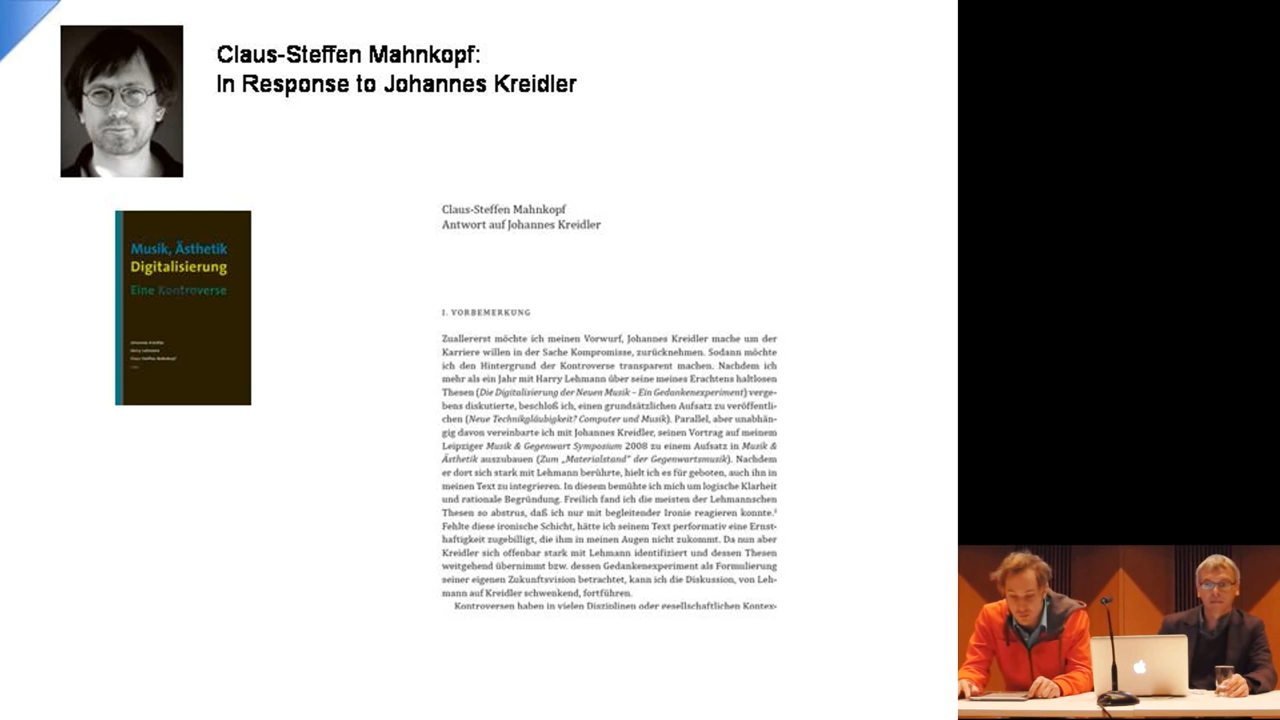 Claus-Steffen Mahnkopf:
In Response to Johannes Kreidler
Musik, Ästhetik
Digitalisierung
Eine Kontroverse
Johannes Kreidler
Harry Lehmann
Claus-Steffen Mahnkopf
Claus-Steffen Mahnkopf
Antwort auf Johannes Kreidler
I. VORBEMERKUNG
Zuallererst möchte ich meinen Vorwurf, Johannes Kreidler mache um der
Karriere willen in der Sache Kompromisse, zurücknehmen. Sodann möchte
ich den Hintergrund der Kontroverse transparent machen. Nachdem ich
mehr als ein Jahr mit Harry Lehmann über seine meines Erachtens haltlosen
Thesen (Die Digitalisierung der Neuen Musik – Ein Gedankenexperiment) verge-
bens diskutierte, beschloß ich, einen grundsätzlichen Aufsatz zu veröffentli-
chen (Neue Technikgläubigkeit? Computer und Musik). Parallel, aber unabhän-
gig davon vereinbarte ich mit Johannes Kreidler, seinen Vortrag auf meinem
Leipziger Musik & Gegenwart Symposium 2008 zu einem Aufsatz in Musik &
Ästhetik auszubauen (Zum „Materialstand" der Gegenwartsmusik). Nachdem
er dort sich stark mit Lehmann berührte, hielt ich es für geboten, auch ihn in
meinen Text zu integrieren. In diesem bemühte ich mich um logische Klarheit
und rationale Begründung. Freilich fand ich die meisten der Lehmannschen
Thesen so abstrus, daß ich nur mit begleitender Ironie reagieren konnte.¹
Fehlte diese ironische Schicht, hätte ich seinem Text performativ eine Ernst-
haftigkeit zugebilligt, die ihm in meinen Augen nicht zukommt. Da nun aber
Kreidler sich offenbar stark mit Lehmann identifiziert und dessen Thesen
weitgehend übernimmt bzw. dessen Gedankenexperiment als Formulierung
seiner eigenen Zukunftsvision betrachtet, kann ich die Diskussion, von Leh-
mann auf Kreidler schwenkend, fortführen.
Kontroversen haben in vielen Disziplinen oder gesellschaftlichen Kontex-